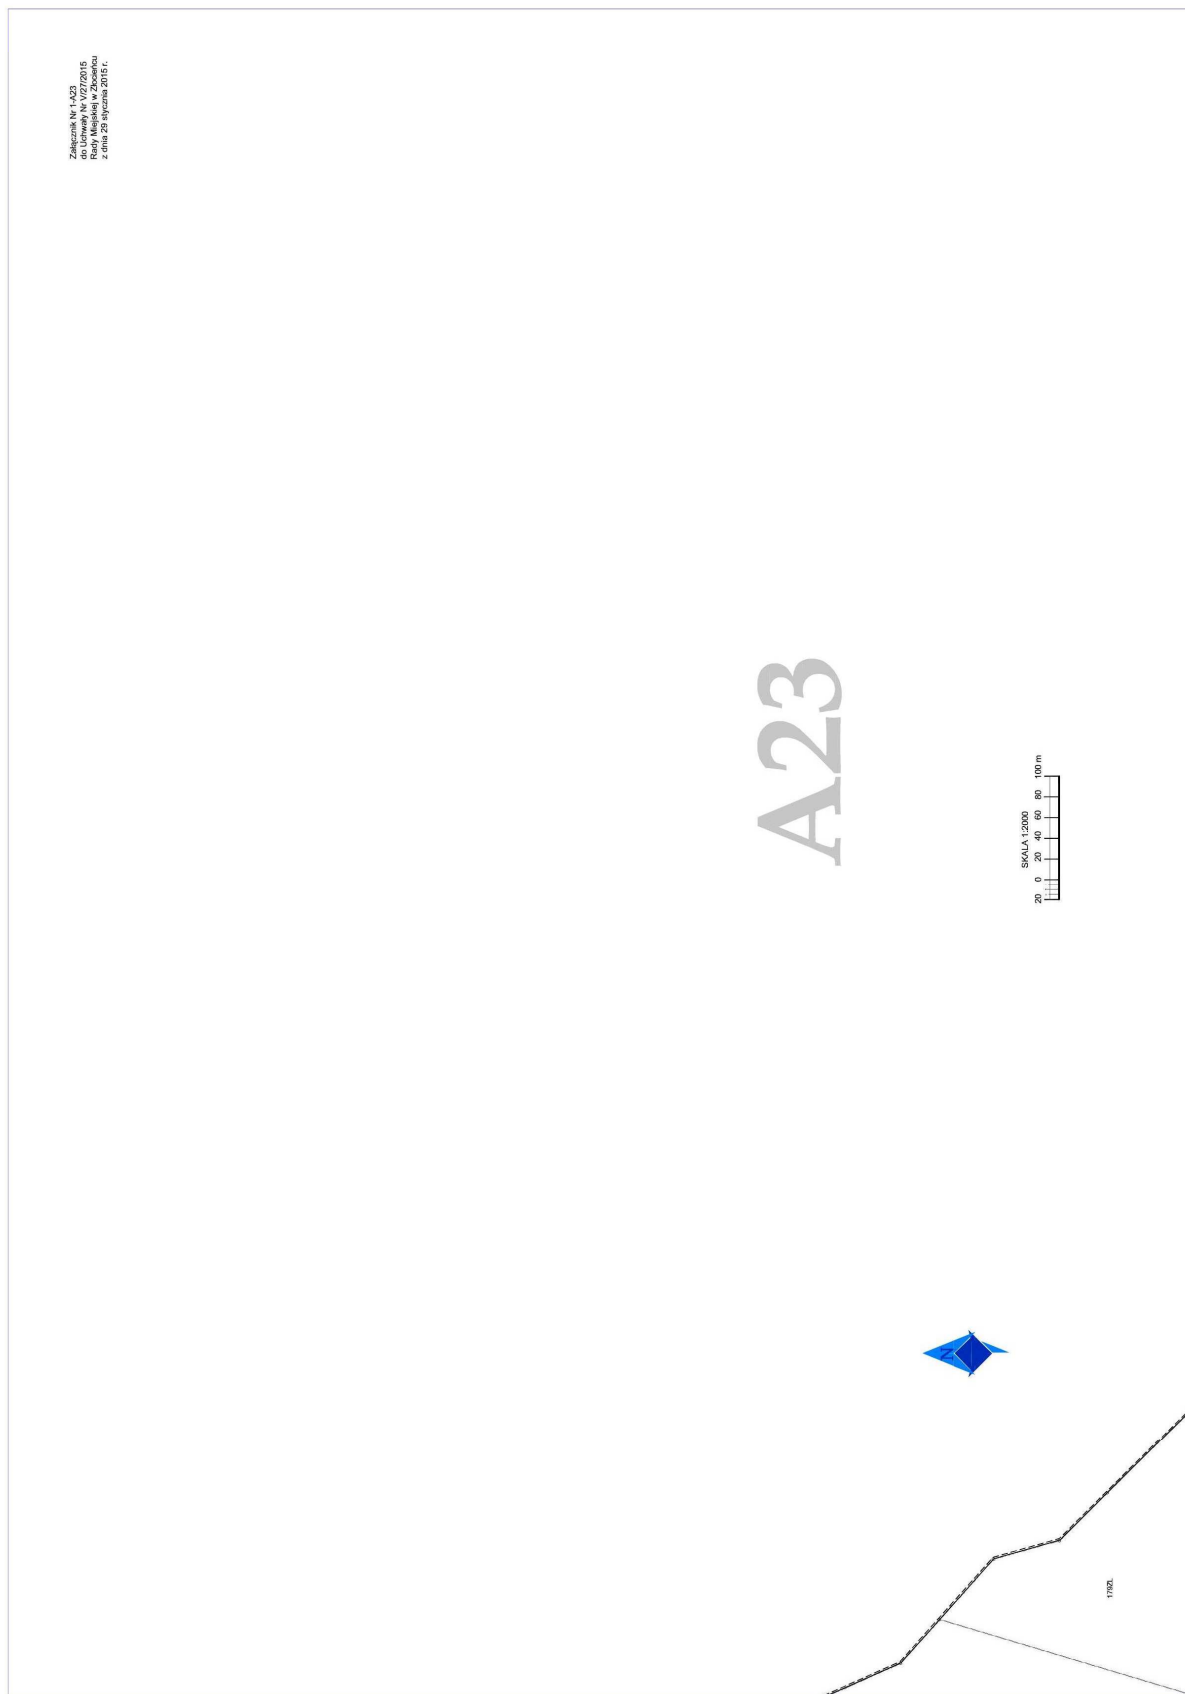 Załącznik Nr 1-A23
do Uchwały Nr V/27/2015
Rady Miejskiej w Złocieńcu
z dnia 29 stycznia 2015 r.
A23
SKALA 1:2000
20 0 20 40 60 80 100 m
N
179ZL